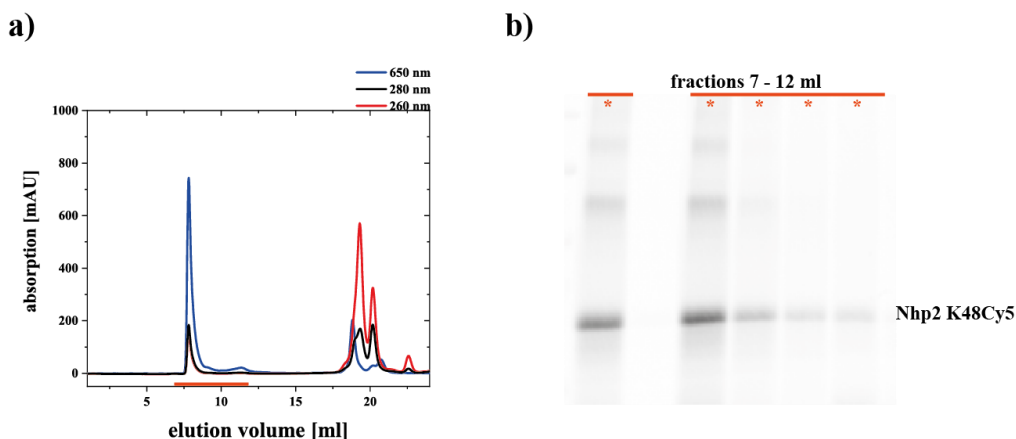 a)
650 nm
280 nm
260 nm
absorption [mAU]
1000
800
600
400
200
0
5
10
15
20
elution volume [ml]
b)
fractions 7 - 12 ml
* * * * *
Nhp2 K48Cy5